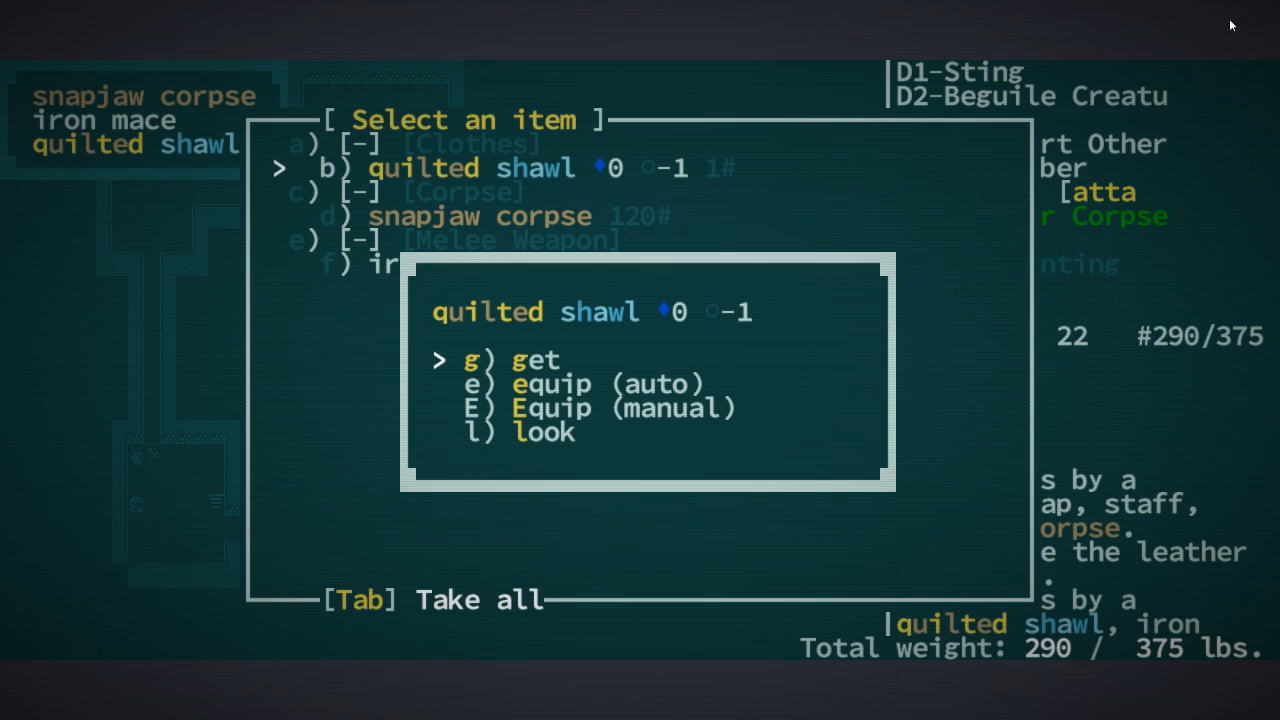 D1-Sting
snapjaw corpse
D2-Beguile Creatu
iron mace
[ Select an item ]
quilted shawl
a) [-] [Clothes]
rt Other
> b) quilted shawl ♦0 ○-1 1#
ber
c) [-] [Corpse]
[atta
d) snapjaw corpse 120#
r Corpse
e) [-] [Melee Weapon]
f) ir
nting
quilted shawl ♦0 ○-1
22 #290/375
> g) get
e) equip (auto)
E) Equip (manual)
l) look
s by a
ap, staff,
orpse.
e the leather
.
[Tab] Take all
s by a
quilted shawl, iron
Total weight: 290 / 375 lbs.